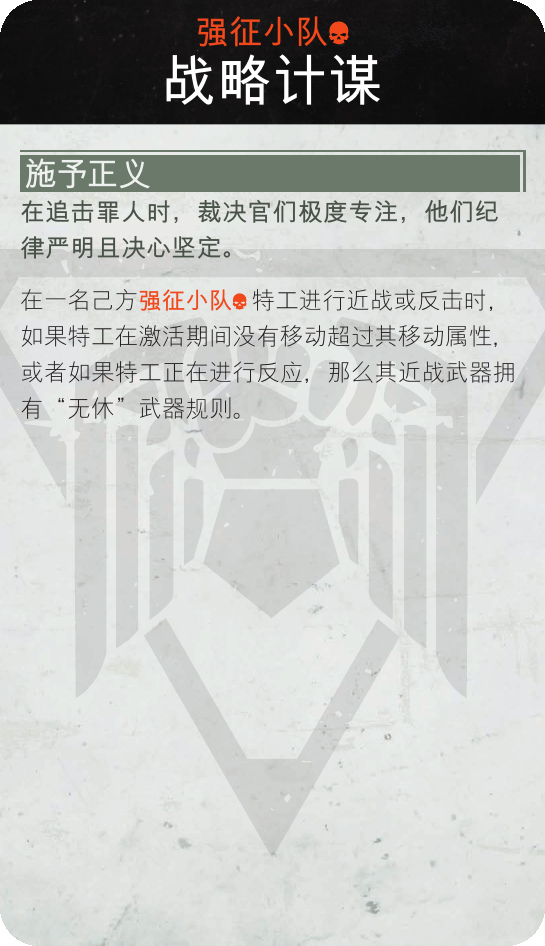 强征小队
战略计谋
施予正义
在追击罪人时，裁决官们极度专注，他们纪
律严明且决心坚定。
在一名己方强征小队特工进行近战或反击时，
如果特工在激活期间没有移动超过其移动属性，
或者如果特工正在进行反应，那么其近战武器拥
有“无休”武器规则。